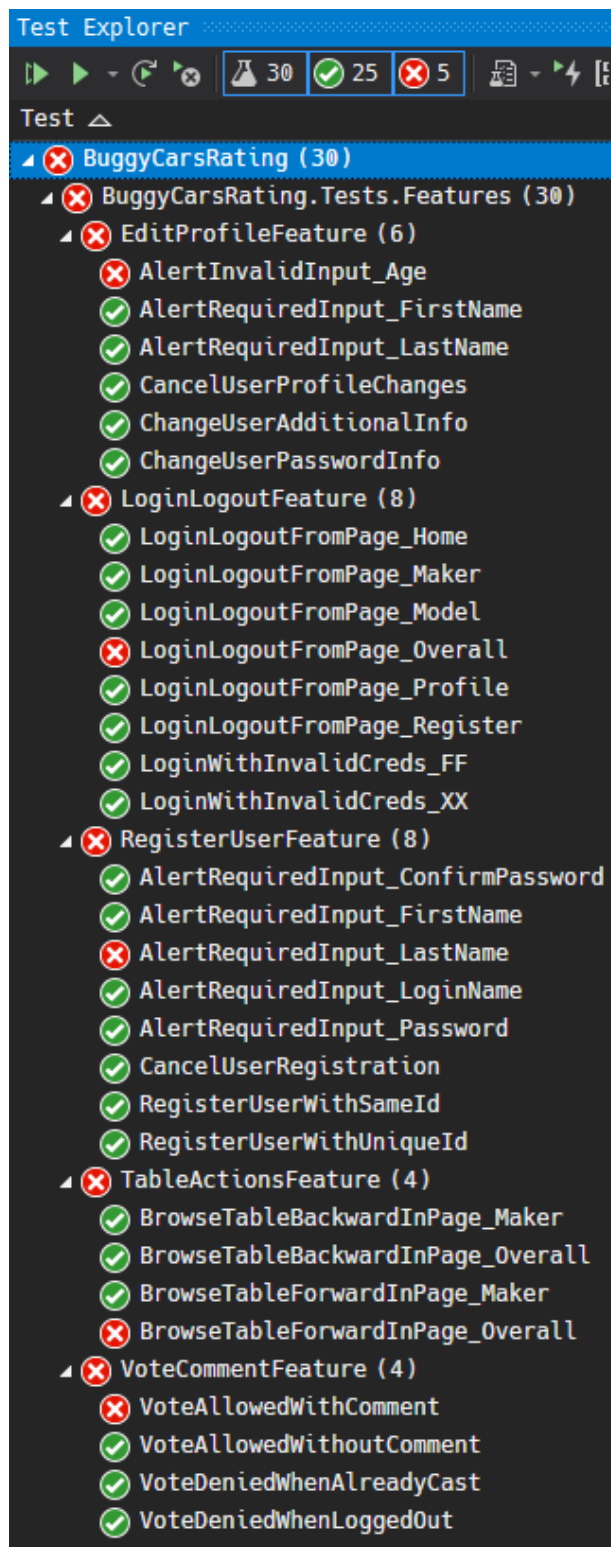 Test Explorer
30 25 5
Test
BuggyCarsRating (30)
BuggyCarsRating.Tests.Features (30)
EditProfileFeature (6)
AlertInvalidInput_Age
AlertRequiredInput_FirstName
AlertRequiredInput_LastName
CancelUserProfileChanges
ChangeUserAdditionalInfo
ChangeUserPasswordInfo
LoginLogoutFeature (8)
LoginLogoutFromPage_Home
LoginLogoutFromPage_Maker
LoginLogoutFromPage_Model
LoginLogoutFromPage_Overall
LoginLogoutFromPage_Profile
LoginLogoutFromPage_Register
LoginWithInvalidCreds_FF
LoginWithInvalidCreds_XX
RegisterUserFeature (8)
AlertRequiredInput_ConfirmPassword
AlertRequiredInput_FirstName
AlertRequiredInput_LastName
AlertRequiredInput_LoginName
AlertRequiredInput_Password
CancelUserRegistration
RegisterUserWithSameId
RegisterUserWithUniqueId
TableActionsFeature (4)
BrowseTableBackwardInPage_Maker
BrowseTableBackwardInPage_Overall
BrowseTableForwardInPage_Maker
BrowseTableForwardInPage_Overall
VoteCommentFeature (4)
VoteAllowedWithComment
VoteAllowedWithoutComment
VoteDeniedWhenAlreadyCast
VoteDeniedWhenLoggedOut